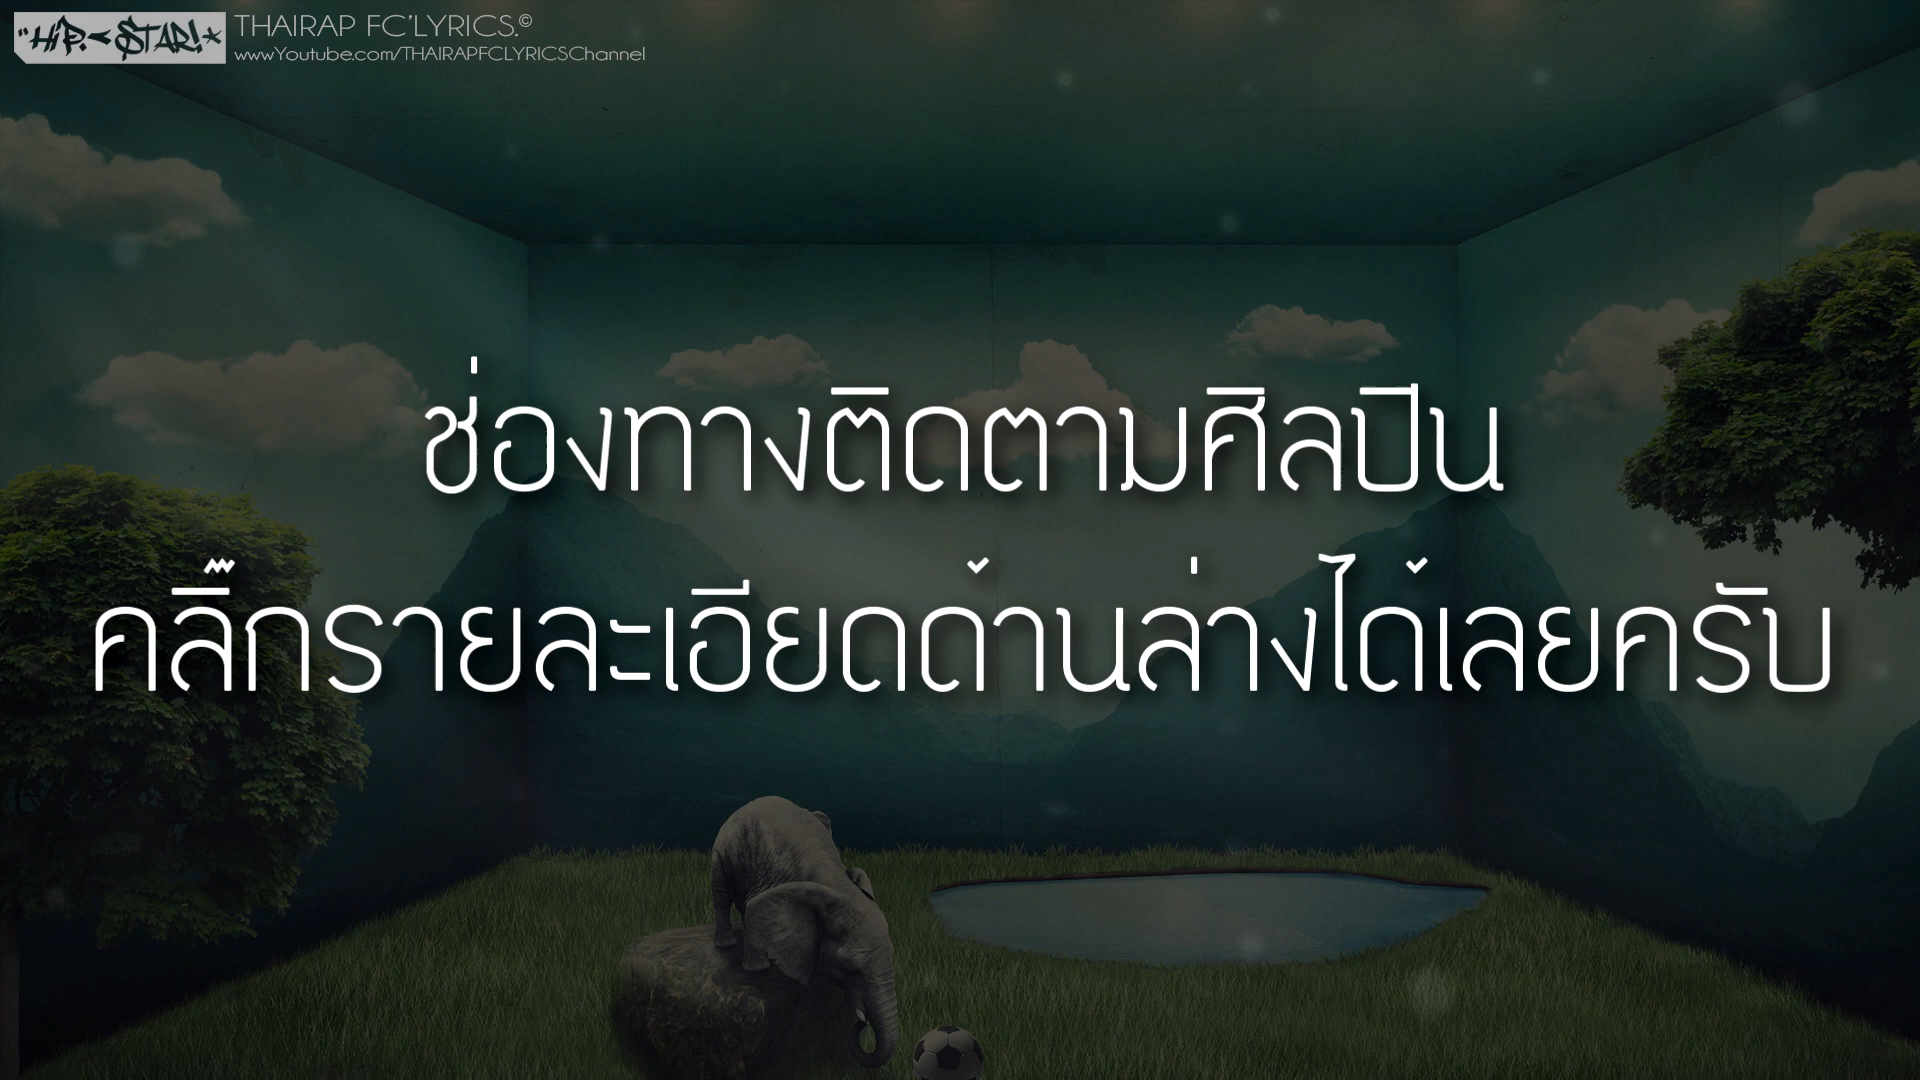 "HIP.<STAR!*
THAIRAP FC'LYRICS.©
wwwYoutube.com/THAIRAPFCLYRICSChannel
ช่องทางติดตามศิลปิน
คลิ๊กรายละเอียดด้านล่างได้เลยครับ